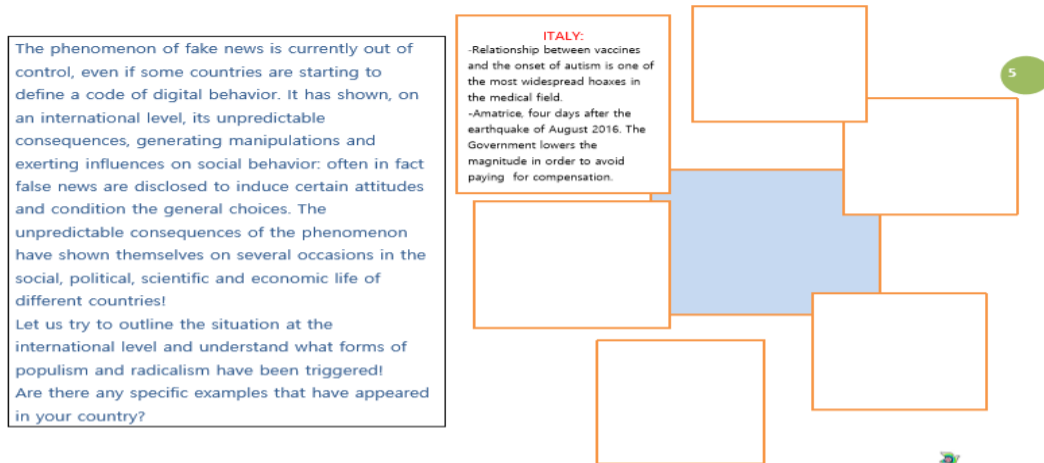 The phenomenon of fake news is currently out of
control, even if some countries are starting to
define a code of digital behavior. It has shown, on
an international level, its unpredictable
consequences, generating manipulations and
exerting influences on social behavior: often in fact
false news are disclosed to induce certain attitudes
and condition the general choices. The
unpredictable consequences of the phenomenon
have shown themselves on several occasions in the
social, political, scientific and economic life of
different countries!
Let us try to outline the situation at the
international level and understand what forms of
populism and radicalism have been triggered!
Are there any specific examples that have appeared
in your country?
ITALY:
-Relationship between vaccines
and the onset of autism is one of
the most widespread hoaxes in
the medical field.
-Amatrice, four days after the
earthquake of August 2016. The
Government lowers the
magnitude in order to avoid
paying for compensation.
5